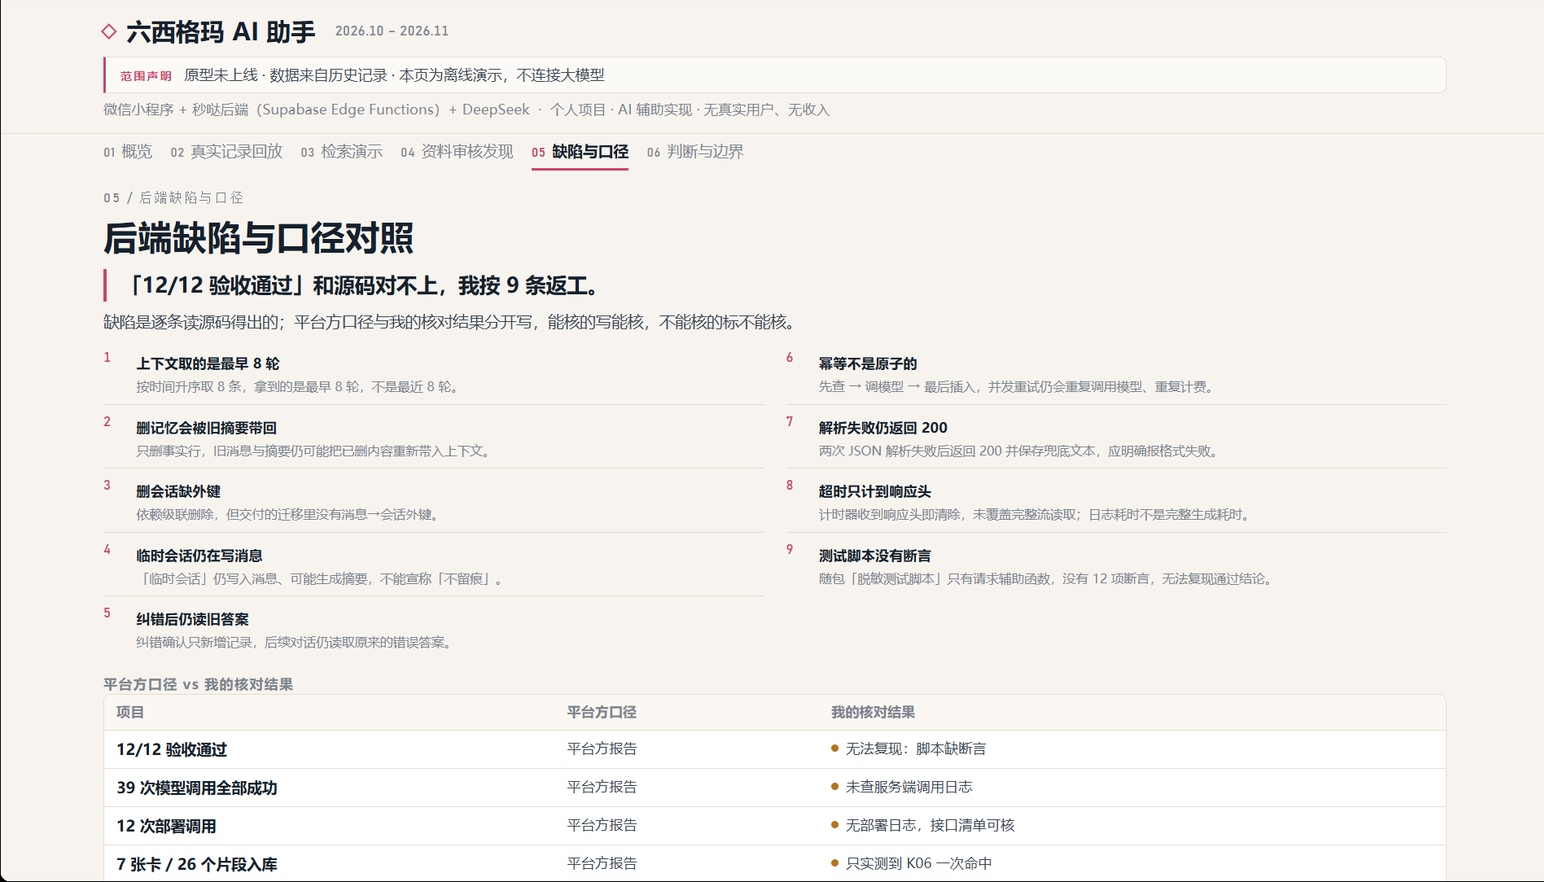 六西格玛 AI 助手 2026.10 – 2026.11
范围声明 原型未上线 · 数据来自历史记录 · 本页为离线演示，不连接大模型
微信小程序 + 秒哒后端（Supabase Edge Functions）+ DeepSeek · 个人项目 · AI 辅助实现 · 无真实用户、无收入
01 概览 02 真实记录回放 03 检索演示 04 资料审核发现 05 缺陷与口径 06 判断与边界
05 / 后端缺陷与口径
后端缺陷与口径对照
「12/12 验收通过」和源码对不上，我按 9 条返工。
缺陷是逐条读源码得出的；平台方口径与我的核对结果分开写，能核的写能核，不能核的标不能核。
1 上下文取的是最早 8 轮
按时间升序取 8 条，拿到的是最早 8 轮，不是最近 8 轮。
2 删记忆会被旧摘要带回
只删事实行，旧消息与摘要仍可能把已删内容重新带入上下文。
3 删会话缺外键
依赖级联删除，但交付的迁移里没有消息→会话外键。
4 临时会话仍在写消息
「临时会话」仍写入消息、可能生成摘要，不能宣称「不留痕」。
5 纠错后仍读旧答案
纠错确认只新增记录，后续对话仍读取原来的错误答案。
6 幂等不是原子的
先查 → 调模型 → 最后插入，并发重试仍会重复调用模型、重复计费。
7 解析失败仍返回 200
两次 JSON 解析失败后返回 200 并保存兜底文本，应明确报格式失败。
8 超时只计到响应头
计时器收到响应头即清除，未覆盖完整流读取；日志耗时不是完整生成耗时。
9 测试脚本没有断言
随包「脱敏测试脚本」只有请求辅助函数，没有 12 项断言，无法复现通过结论。
平台方口径 vs 我的核对结果
项目 平台方口径 我的核对结果
12/12 验收通过 平台方报告 无法复现：脚本缺断言
39 次模型调用全部成功 平台方报告 未查服务端调用日志
12 次部署调用 平台方报告 无部署日志，接口清单可核
7 张卡 / 26 个片段入库 平台方报告 只实测到 K06 一次命中